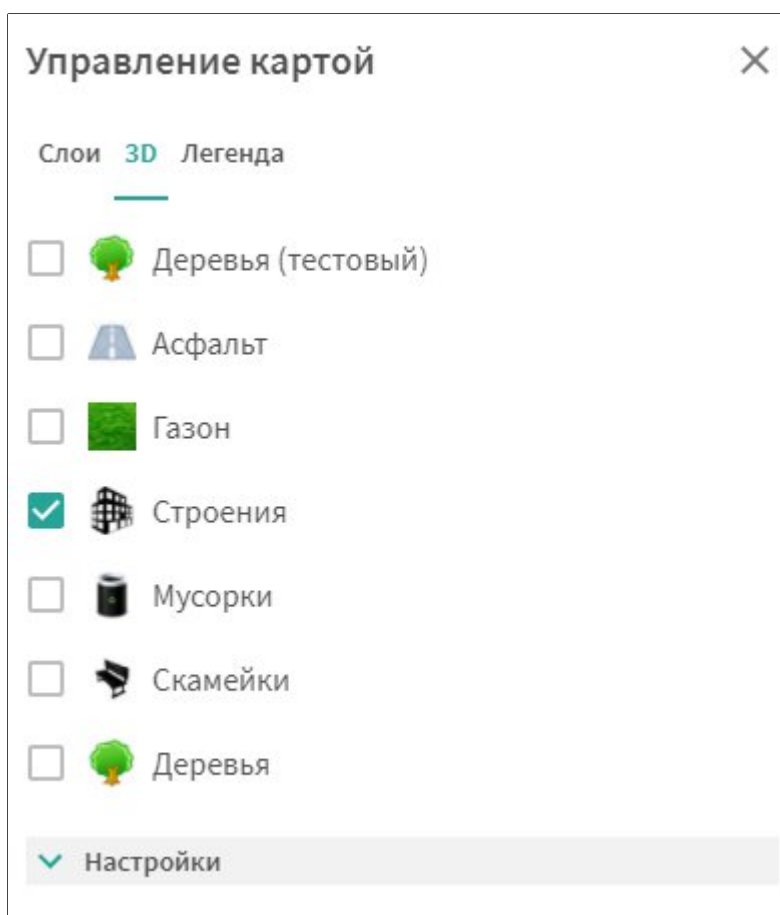 Управление картой
Слои 3D Легенда
Деревья (тестовый)
Асфальт
Газон
Строения
Мусорки
Скамейки
Деревья
Настройки